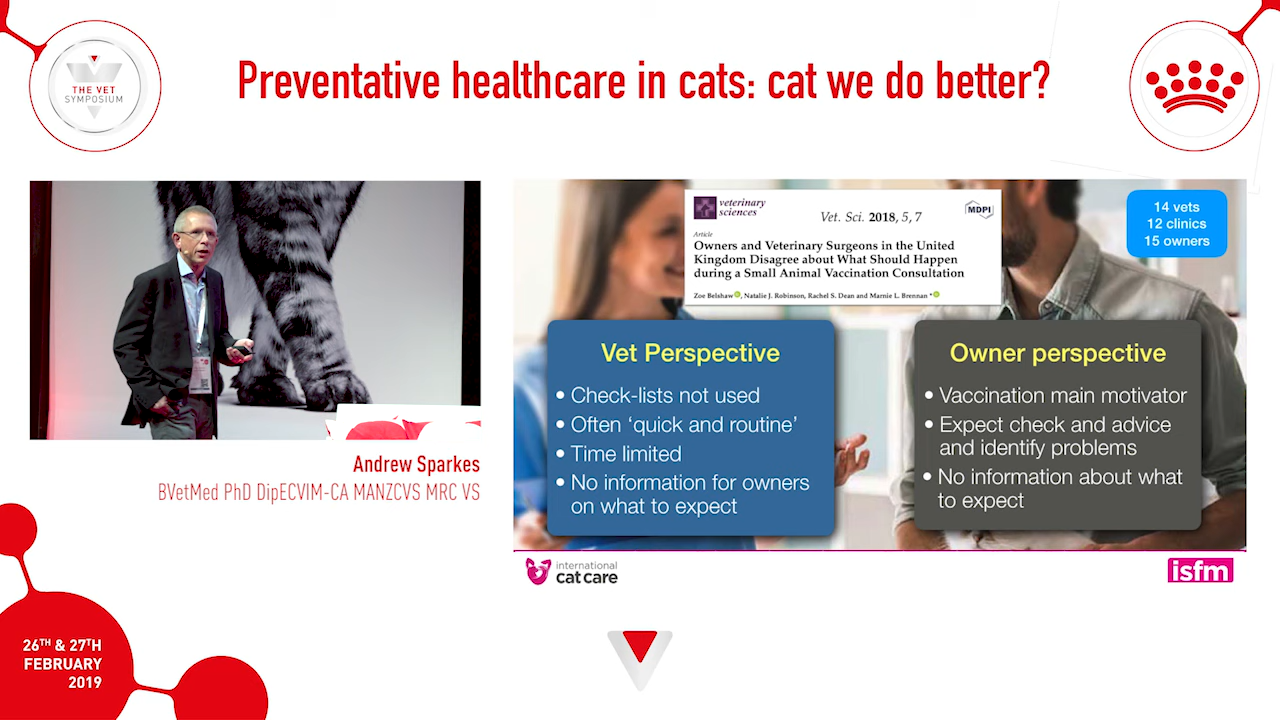 Preventative healthcare in cats: cat we do better?
THE VET
SYMPOSIUM
veterinary
sciences
Vet. Sci. 2018, 5, 7
MDPI
Article
Owners and Veterinary Surgeons in the United
Kingdom Disagree about What Should Happen
during a Small Animal Vaccination Consultation
Zoe Belshaw, Natalie J. Robinson, Rachel S. Dean and Marnie L. Brennan *
14 vets
12 clinics
15 owners
Vet Perspective
• Check-lists not used
• Often ‘quick and routine’
• Time limited
• No information for owners
on what to expect
Owner perspective
• Vaccination main motivator
• Expect check and advice
and identify problems
• No information about what
to expect
Andrew Sparkes
BVetMed PhD DipECVIM-CA MANZCVS MRC VS
international
cat care
isfm
26TH & 27TH
FEBRUARY
2019